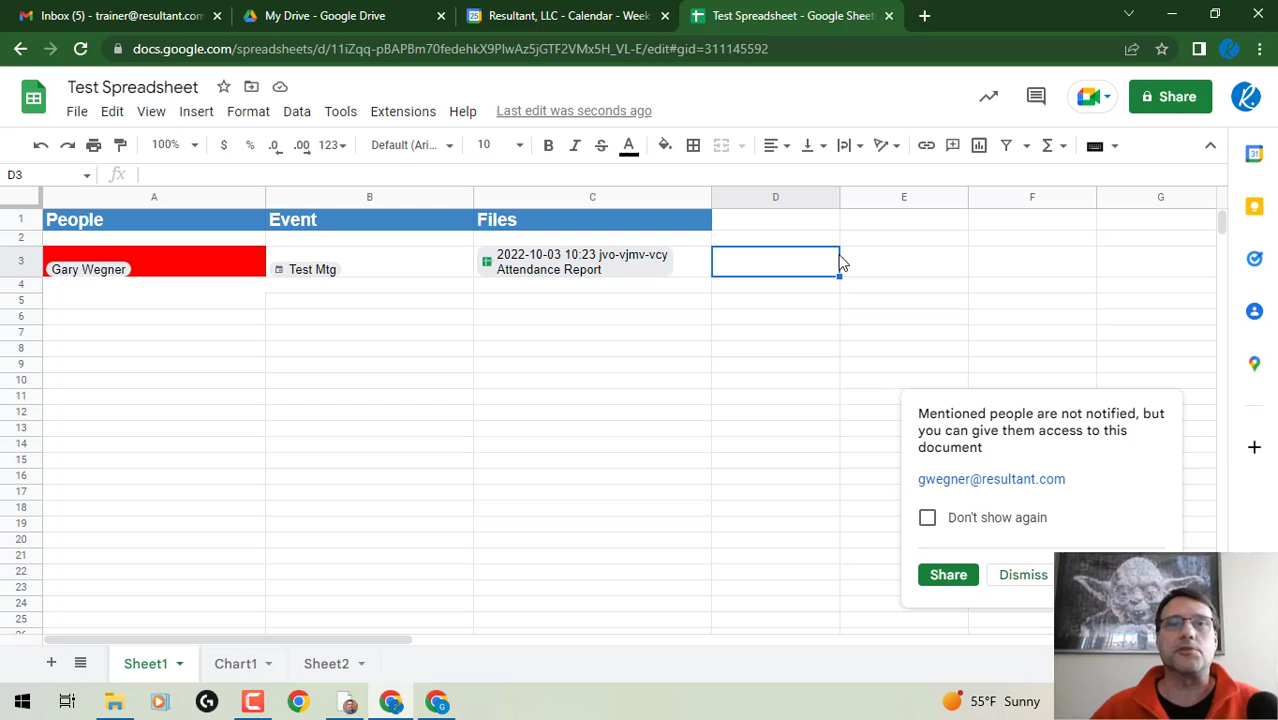 Inbox (5) - trainer@resultant.com
My Drive - Google Drive
Resultant, LLC - Calendar - Week
Test Spreadsheet - Google Sheets
docs.google.com/spreadsheets/d/11iZqq-pBAPBm70fedehkX9PlwAz5jGTF2VMx5H_VL-E/edit#gid=311145592
Test Spreadsheet
File Edit View Insert Format Data Tools Extensions Help Last edit was seconds ago
Share
100% $ % .0 .00 123 Default (Ari... 10 B I S A
D3 fx
A B C D E F G
1 People Event Files
2
3 Gary Wegner Test Mtg 2022-10-03 10:23 jvo-vjmv-vcy
Attendance Report
4
5
6
7
8
9
10
11
12
13
14
15
16
17
18
19
20
21
22
23
24
25
Mentioned people are not notified, but
you can give them access to this
document
gwegner@resultant.com
Don't show again
Share Dismiss
Sheet1 Chart1 Sheet2
55°F Sunny